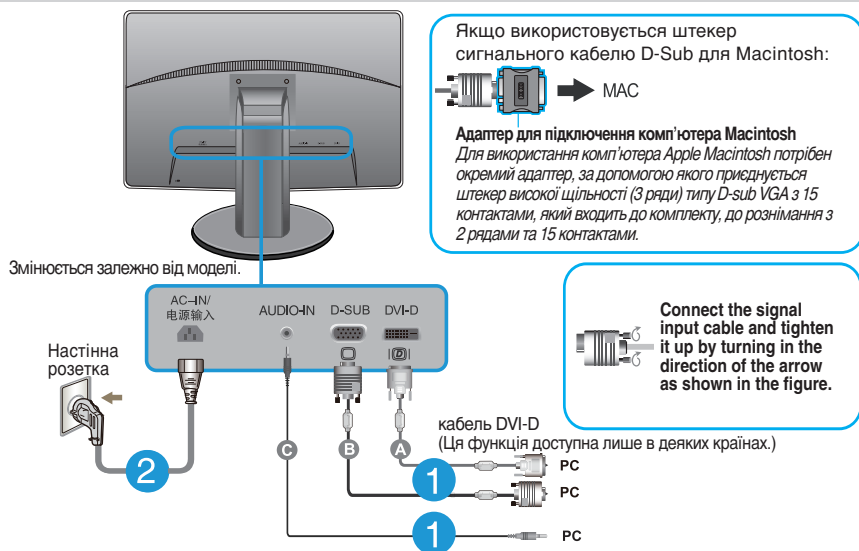 Якщо використовується штекер
сигнального кабелю D-Sub для Macintosh:
MAC
Адаптер для підключення комп’ютера Macintosh
Для використання комп’ютера Apple Macintosh потрібен
окремий адаптер, за допомогою якого приєднується
штекер високої щільності (3 ряди) типу D-sub VGA з 15
контактами, який входить до комплекту, до рознімання з
2 рядами та 15 контактами.
Змінюється залежно від моделі.
AC-IN/
电源输入
AUDIO-IN
D-SUB
DVI-D
D
Connect the signal
input cable and tighten
it up by turning in the
direction of the arrow
as shown in the figure.
Настінна
розетка
кабель DVI-D
(Ця функція доступна лише в деяких країнах.)
C
B
A
2
1
PC
PC
1
PC